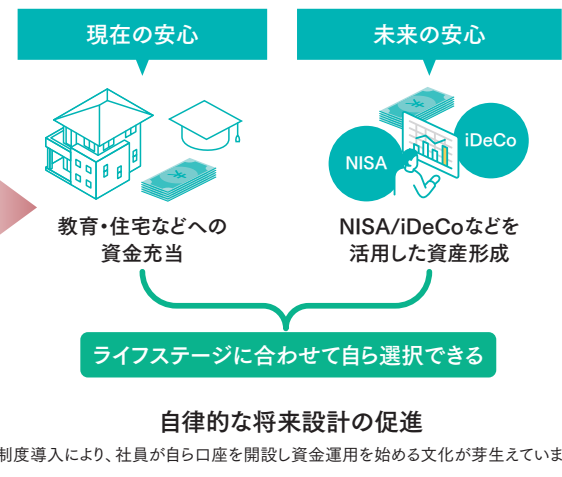 現在の安心
未来の安心
NISA
iDeCo
教育・住宅などへの
資金充当
NISA/iDeCoなどを
活用した資産形成
ライフステージに合わせて自ら選択できる
自律的な将来設計の促進
制度導入により、社員が自ら口座を開設し資金運用を始める文化が芽生えていま